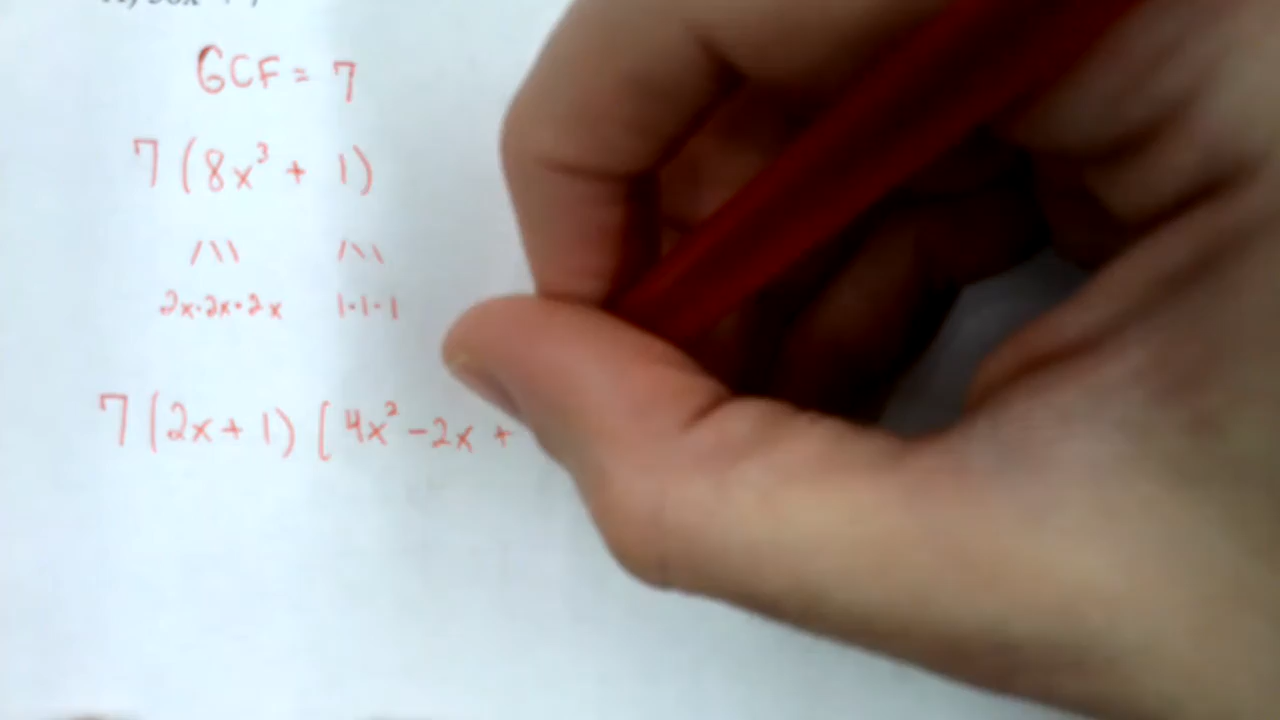 GCF = 7
7 (8x³ + 1)
/ \ \ / \ \
2x·2x·2x 1·1·1
7 (2x + 1) (4x² - 2x +